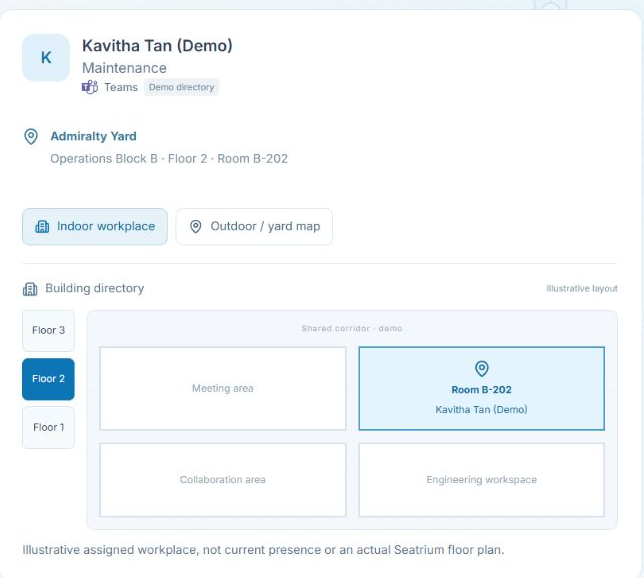 K
Kavitha Tan (Demo)
Maintenance
Teams Demo directory
Admiralty Yard
Operations Block B · Floor 2 · Room B-202
Indoor workplace
Outdoor / yard map
Building directory
Illustrative layout
Floor 3
Floor 2
Floor 1
Shared corridor · demo
Meeting area
Room B-202
Kavitha Tan (Demo)
Collaboration area
Engineering workspace
Illustrative assigned workplace, not current presence or an actual Seatrium floor plan.